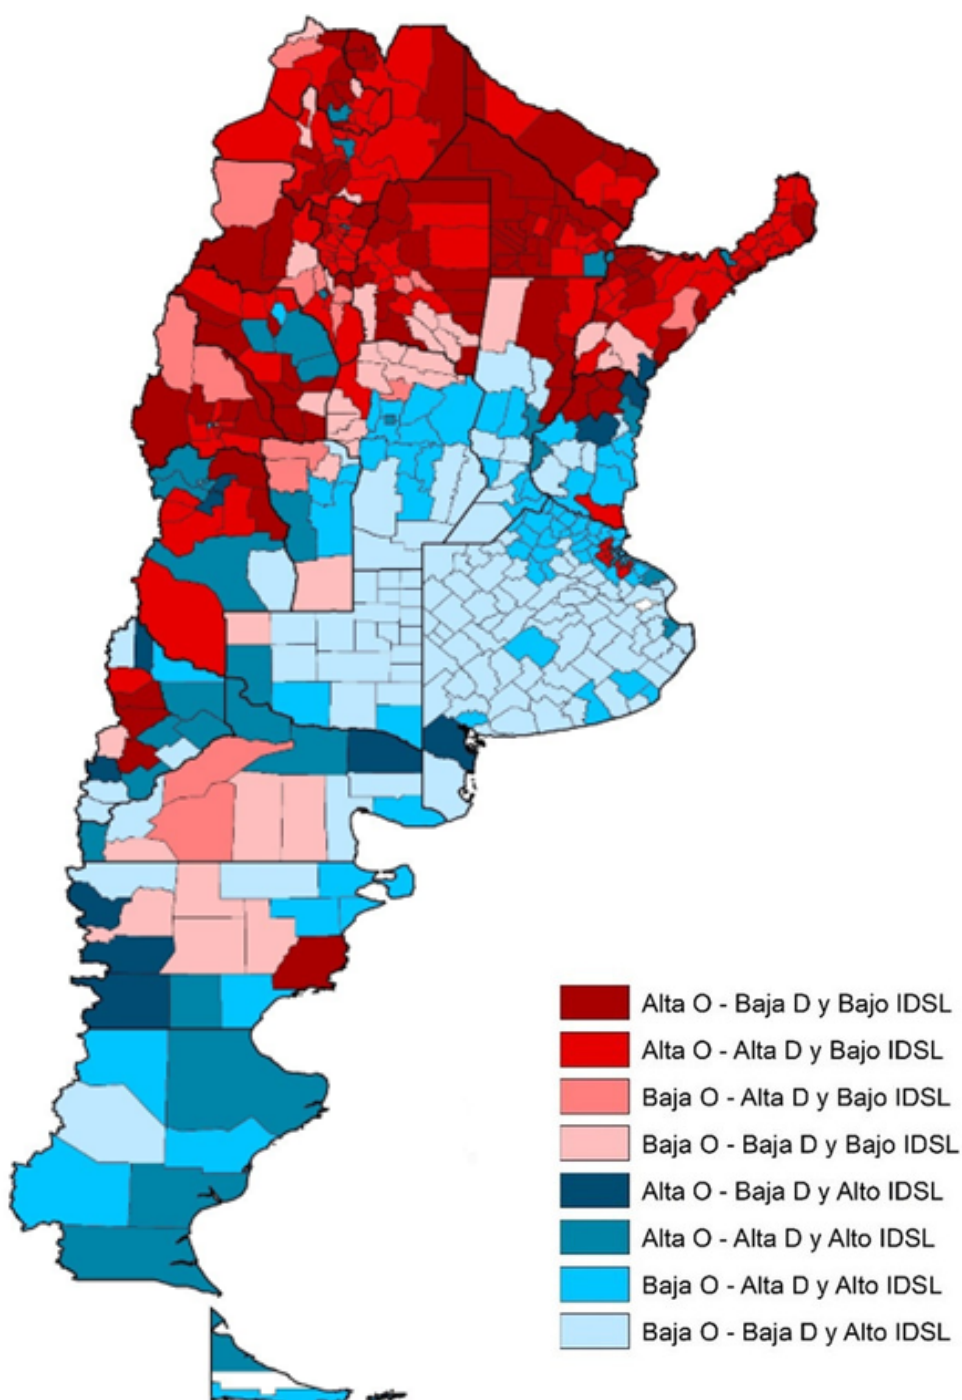 Alta O - Baja D y Bajo IDSL
Alta O - Alta D y Bajo IDSL
Baja O - Alta D y Bajo IDSL
Baja O - Baja D y Bajo IDSL
Alta O - Baja D y Alto IDSL
Alta O - Alta D y Alto IDSL
Baja O - Alta D y Alto IDSL
Baja O - Baja D y Alto IDSL